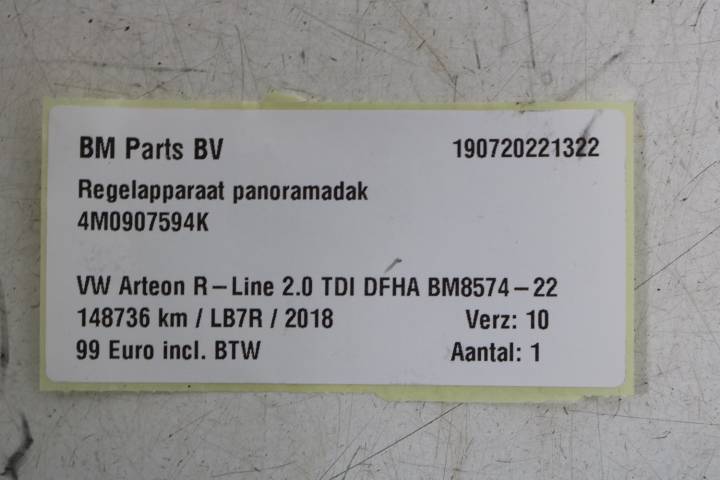 BM Parts BV 190720221322
Regelapparaat panoramadak
4M0907594K
VW Arteon R-Line 2.0 TDI DFHA BM8574-22
148736 km / LB7R / 2018 Verz: 10
99 Euro incl. BTW Aantal: 1